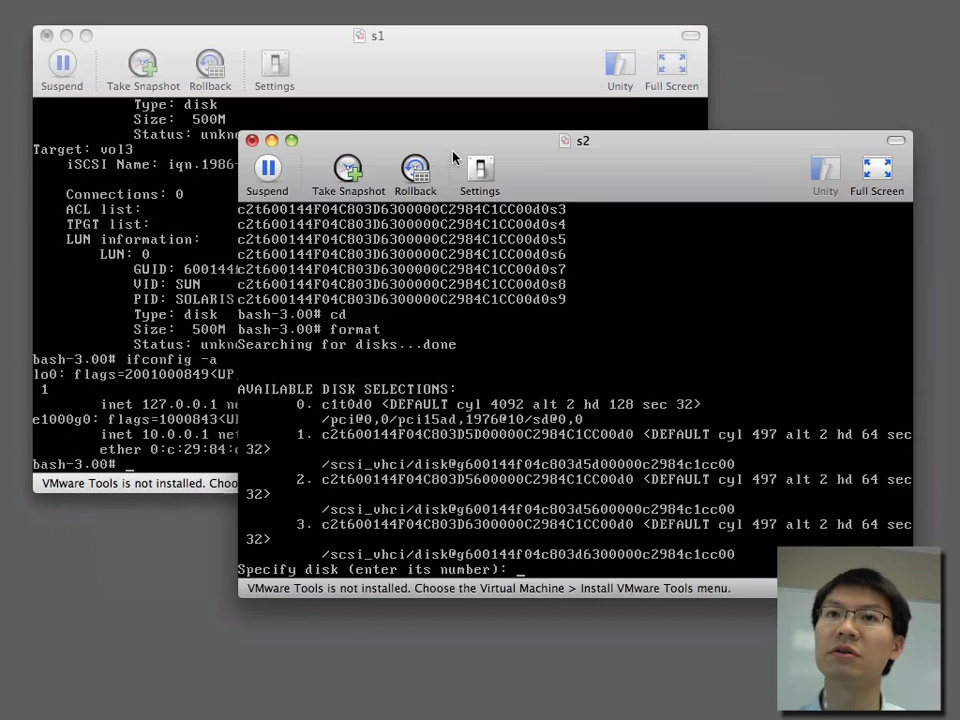 s1
Suspend
Take Snapshot
Rollback
Settings
Unity
Full Screen
Type: disk
Size:  500M
Status:
Target: vol3
iSCSI Name: iqn.1986-
Connections: 0
ACL list:
TPGT list:
LUN information:
LUN: 0
GUID:
VID: SUN
PID: SOLARIS
Type: disk
Size:  500M
Status:
bash-3.00# ifconfig -a
lo0: flags=2001000849<UP
1
inet 127.0.0.1
e1000g0: flags=1000843
inet 10.0.0.1
ether 0:c:29:84:
bash-3.00# _
VMware Tools is not installed.
s2
Suspend
Take Snapshot
Rollback
Settings
Unity
Full Screen
c2t600144F04C803D6300000C2984C1CC00d0s3
c2t600144F04C803D6300000C2984C1CC00d0s4
c2t600144F04C803D6300000C2984C1CC00d0s5
c2t600144F04C803D6300000C2984C1CC00d0s6
c2t600144F04C803D6300000C2984C1CC00d0s7
c2t600144F04C803D6300000C2984C1CC00d0s8
c2t600144F04C803D6300000C2984C1CC00d0s9
bash-3.00# cd
bash-3.00# format
Searching for disks...done
AVAILABLE DISK SELECTIONS:
0. c1t0d0 <DEFAULT cyl 4092 alt 2 hd 128 sec 32>
/pci@0,0/pci15ad,1976@10/sd@0,0
1. c2t600144F04C803D5D00000C2984C1CC00d0 <DEFAULT cyl 497 alt 2 hd 64 sec
32>
/scsi_vhci/disk@g600144f04c803d5d00000c2984c1cc00
2. c2t600144F04C803D5600000C2984C1CC00d0 <DEFAULT cyl 497 alt 2 hd 64 sec
32>
/scsi_vhci/disk@g600144f04c803d5600000c2984c1cc00
3. c2t600144F04C803D6300000C2984C1CC00d0 <DEFAULT cyl 497 alt 2 hd 64 sec
32>
/scsi_vhci/disk@g600144f04c803d6300000c2984c1cc00
Specify disk (enter its number): _
VMware Tools is not installed. Choose the Virtual Machine > Install VMware Tools menu.